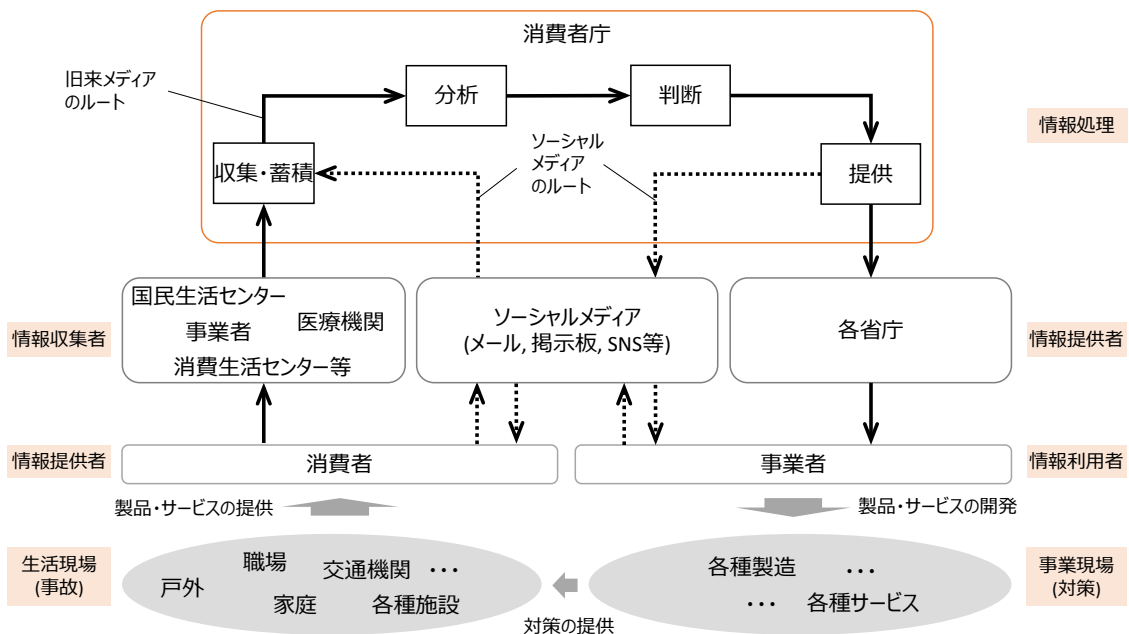 消費者庁
旧来メディア
のルート
分析
判断
ソーシャル
メディア
のルート
情報処理
収集・蓄積
提供
国民生活センター
事業者
医療機関
消費生活センター等
ソーシャルメディア
(メール, 掲示板, SNS等)
各省庁
情報収集者
情報提供者
情報提供者
消費者
事業者
情報利用者
製品・サービスの提供
製品・サービスの開発
生活現場
(事故)
戸外
職場
交通機関 …
家庭
各種施設
各種製造 …
… 各種サービス
事業現場
(対策)
対策の提供